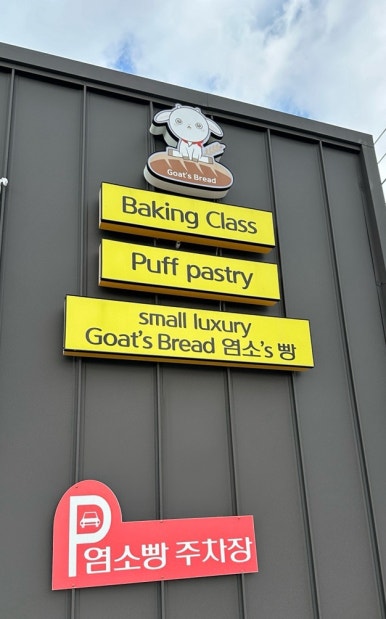 Goat's Bread
Baking Class
Puff pastry
small luxury
Goat's Bread 염소's 빵
P 염소빵 주차장